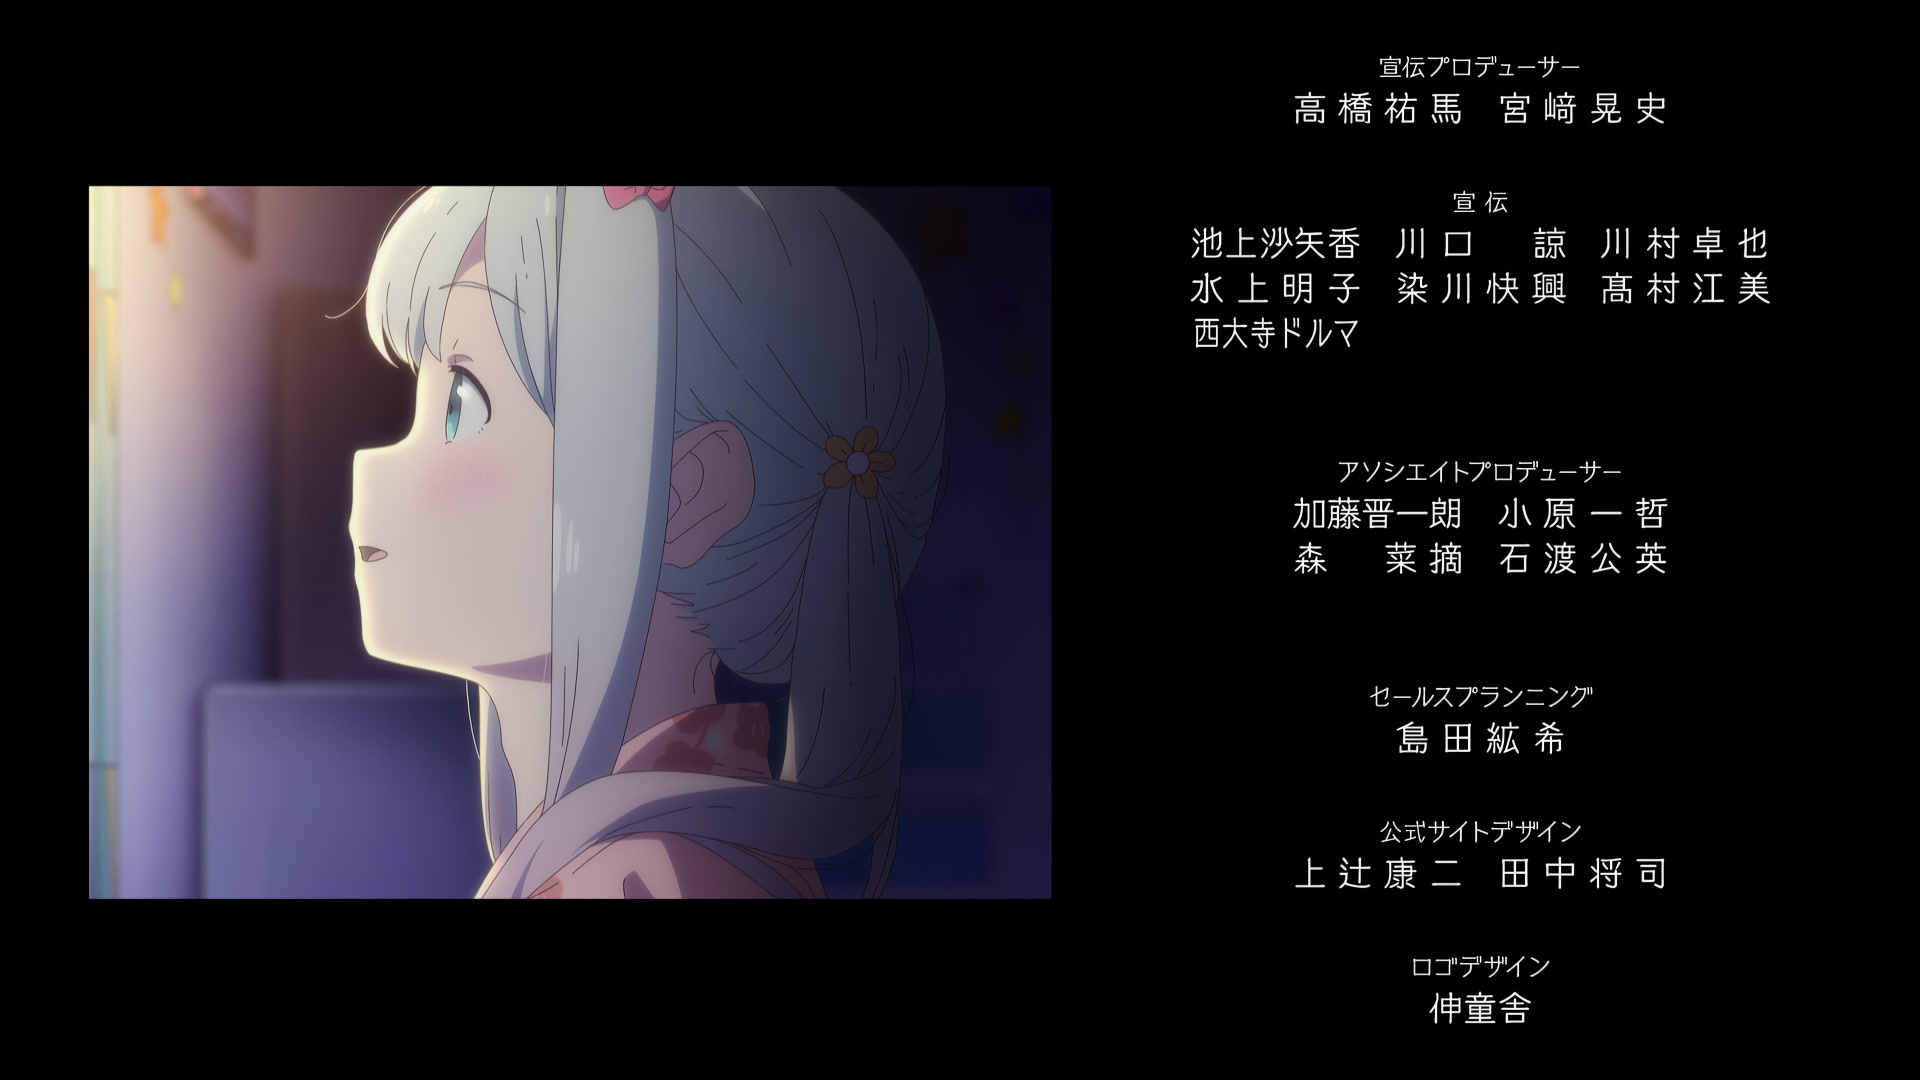 宣伝プロデューサー
高橋祐馬　宮﨑晃史
宣伝
池上沙矢香　川口　諒　川村卓也
水上明子　染川快興　髙村江美
西大寺ドルマ
アソシエイトプロデューサー
加藤晋一朗　小原一哲
森　菜摘　石渡公英
セールスプランニング
島田紘希
公式サイトデザイン
上辻康二　田中将司
ロゴデザイン
伸童舎